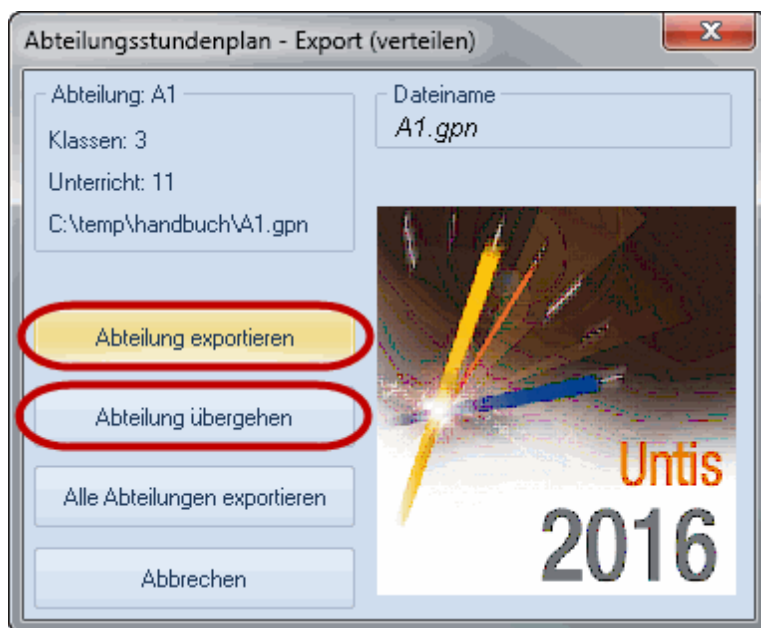 Abteilungsstundenplan - Export (verteilen)
Abteilung: A1
Klassen: 3
Unterricht: 11
C:\temp\handbuch\A1.gpn
Dateiname
A1.gpn
Abteilung exportieren
Abteilung übergehen
Alle Abteilungen exportieren
Abbrechen
Untis
2016